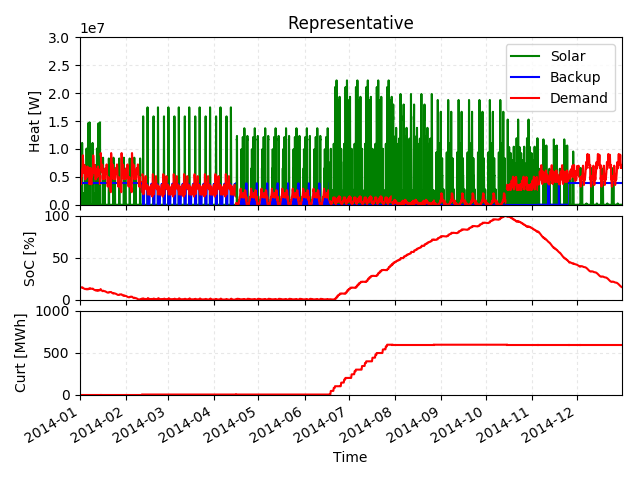 Representative
1e7
3.0
2.5
2.0
1.5
1.0
0.5
0.0
Heat [W]
Solar
Backup
Demand
100
50
0
SoC [%]
1000
500
0
Curt [MWh]
2014-01
2014-02
2014-03
2014-04
2014-05
2014-06
2014-07
2014-08
2014-09
2014-10
2014-11
2014-12
Time